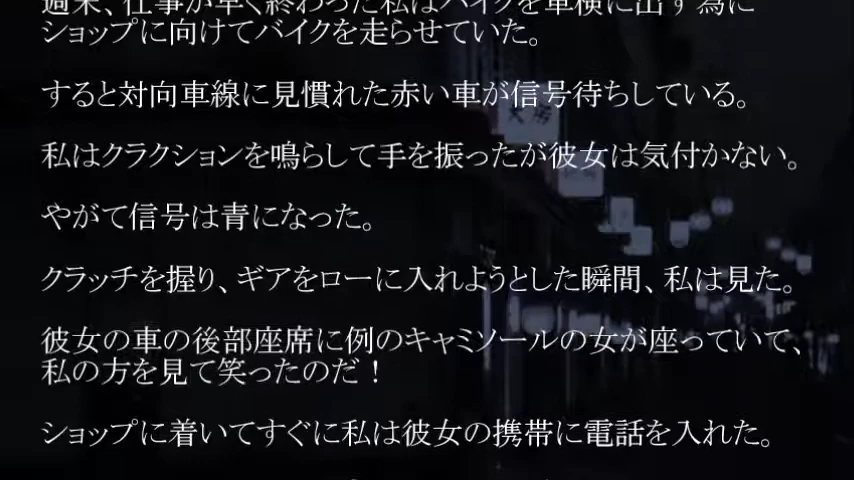 週末、仕事が早く終わった私はバイクを車検に出す為に
ショップに向けてバイクを走らせていた。
すると対向車線に見慣れた赤い車が信号待ちしている。
私はクラクションを鳴らして手を振ったが彼女は気付かない。
やがて信号は青になった。
クラッチを握り、ギアをローに入れようとした瞬間、私は見た。
彼女の車の後部座席に例のキャミソールの女が座っていて、
私の方を見て笑ったのだ！
ショップに着いてすぐに私は彼女の携帯に電話を入れた。